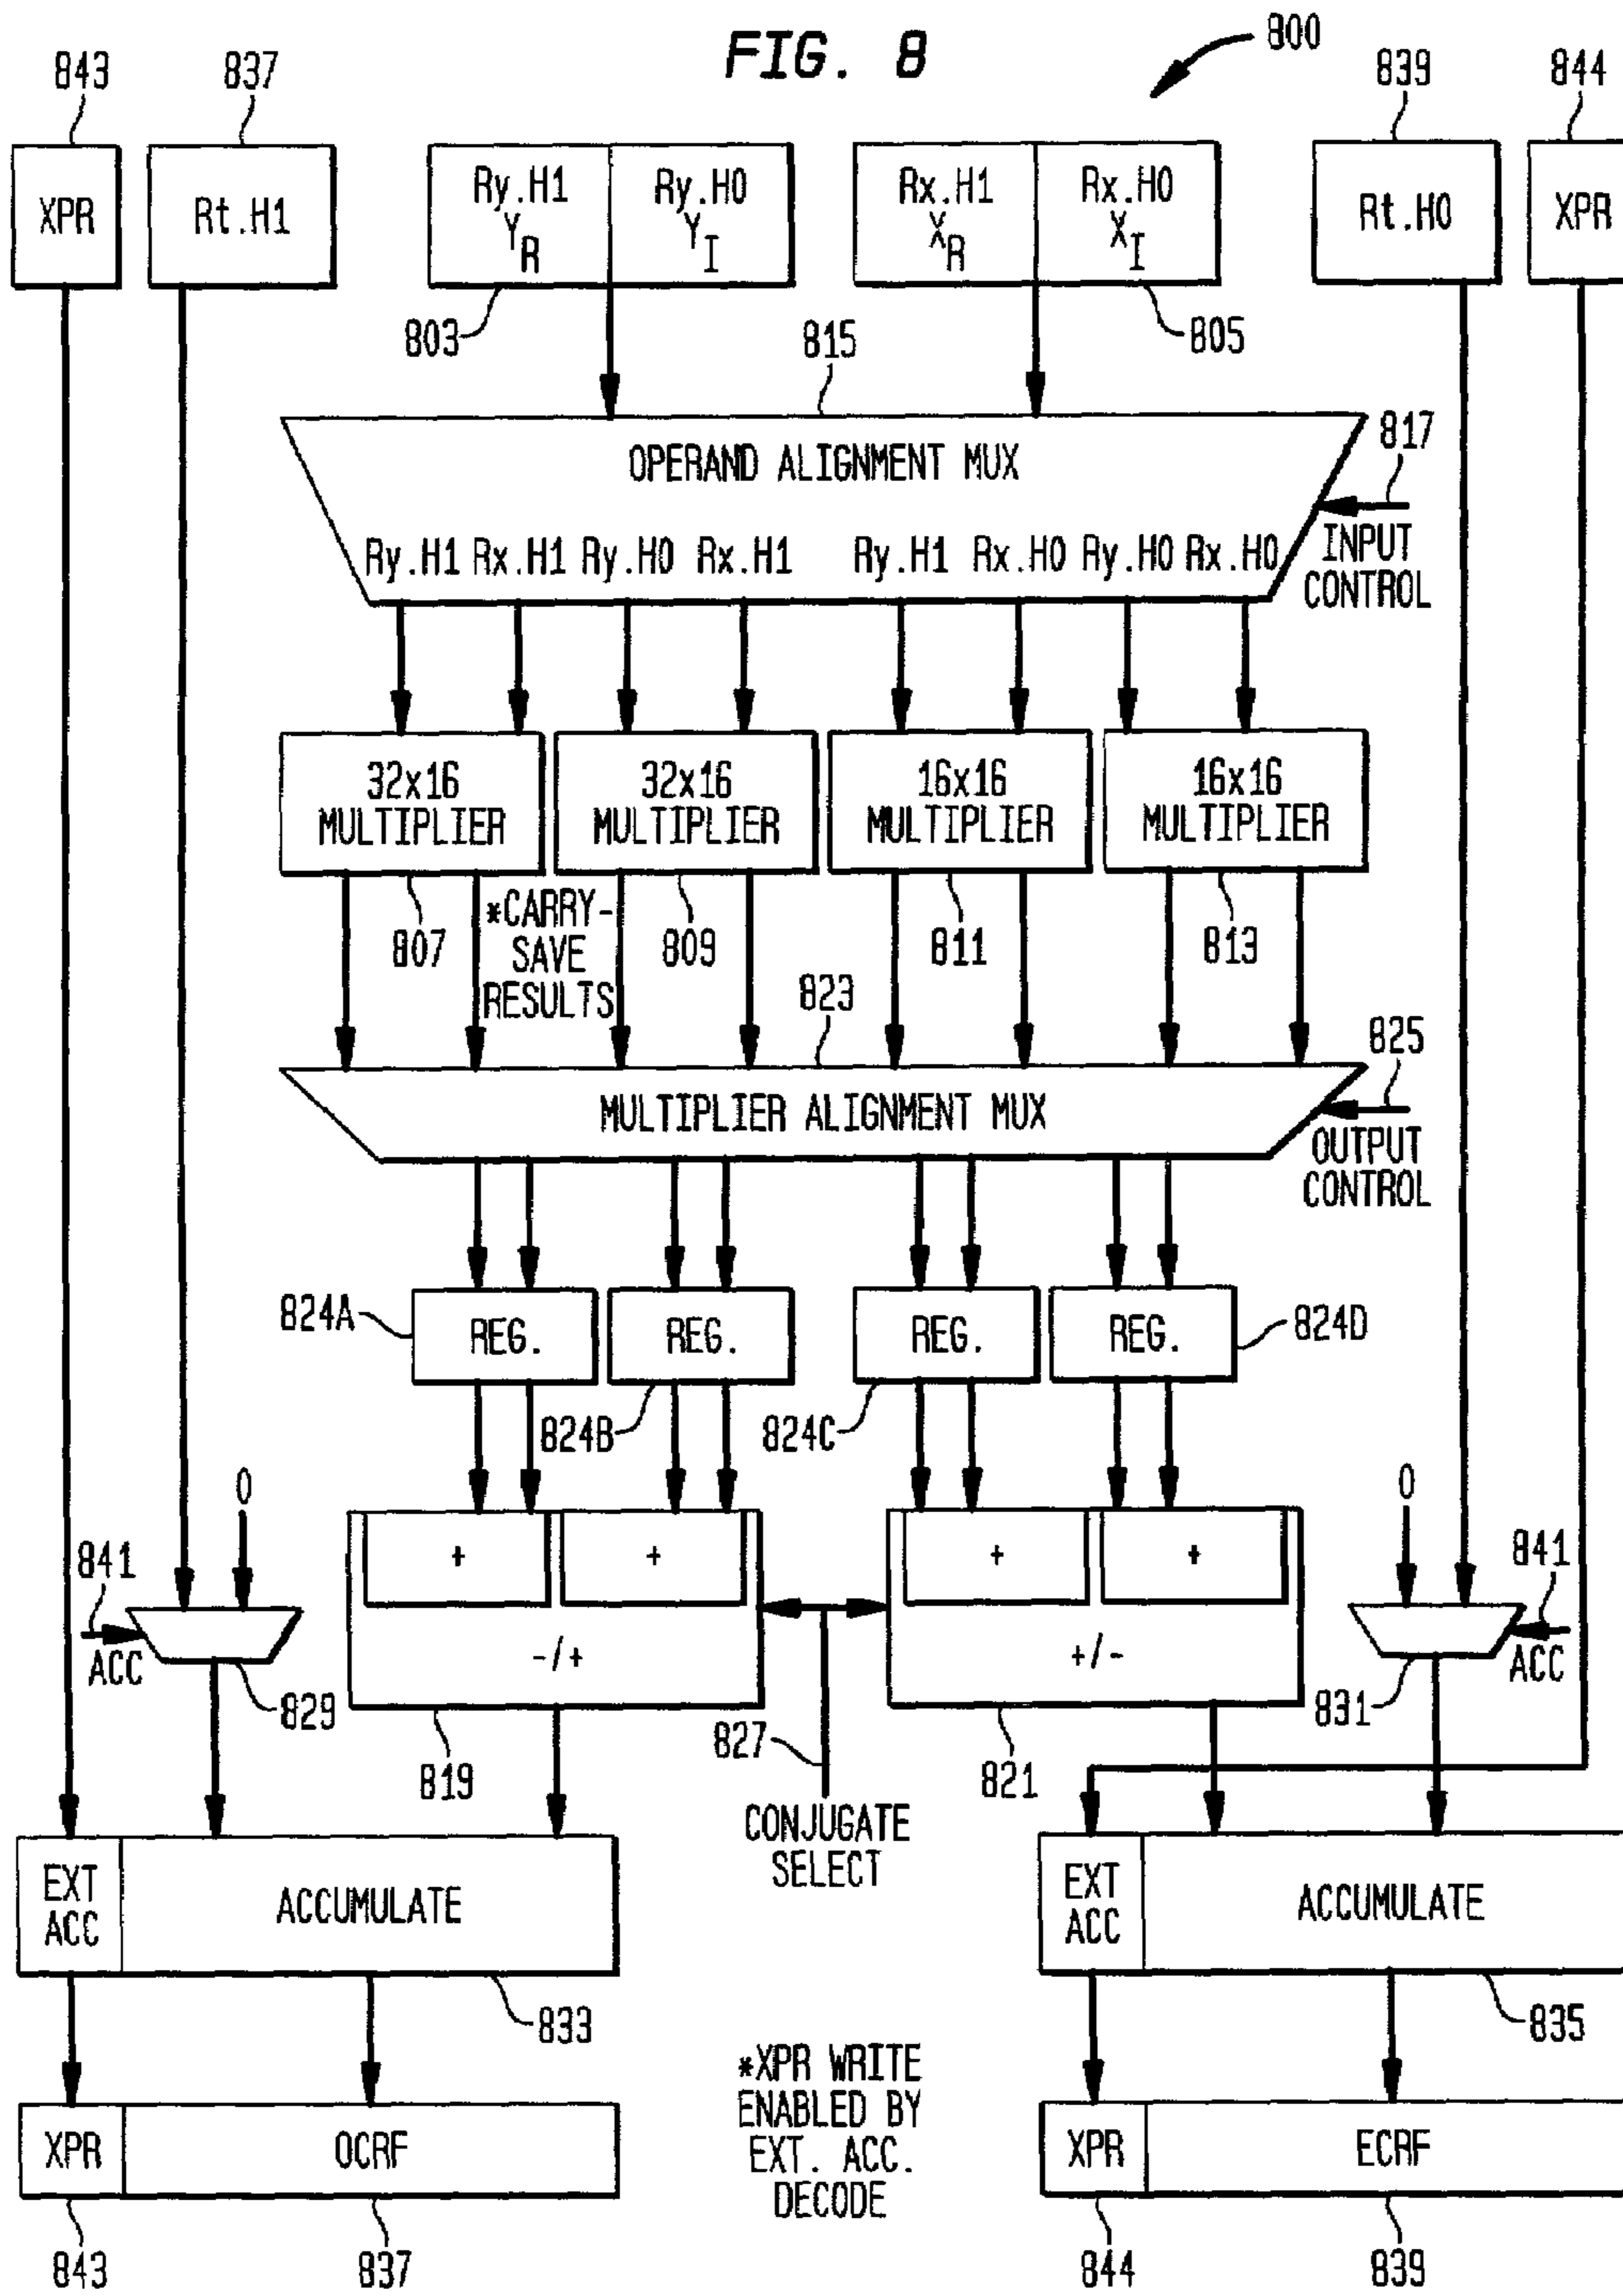 FIG. 8
800
843
837
839
844
XPR
Rt.H1
Ry.H1
YR
Ry.H0
YI
Rx.H1
XR
Rx.H0
XI
Rt.H0
XPR
803
815
805
817
OPERAND ALIGNMENT MUX
INPUT
CONTROL
Ry.H1 Rx.H1 Ry.H0 Rx.H1 Ry.H1 Rx.H0 Ry.H0 Rx.H0
32x16
MULTIPLIER
32x16
MULTIPLIER
16x16
MULTIPLIER
16x16
MULTIPLIER
807
*CARRY-
SAVE
RESULTS
809
811
813
823
825
MULTIPLIER ALIGNMENT MUX
OUTPUT
CONTROL
824A
REG.
REG.
REG.
REG.
824D
824B
824C
0
0
841
ACC
+
+
+
+
841
ACC
-/+
+/-
829
819
827
821
831
CONJUGATE
SELECT
EXT
ACC
ACCUMULATE
EXT
ACC
ACCUMULATE
833
835
*XPR WRITE
ENABLED BY
EXT. ACC.
DECODE
XPR
OCRF
XPR
ECRF
843
837
844
839